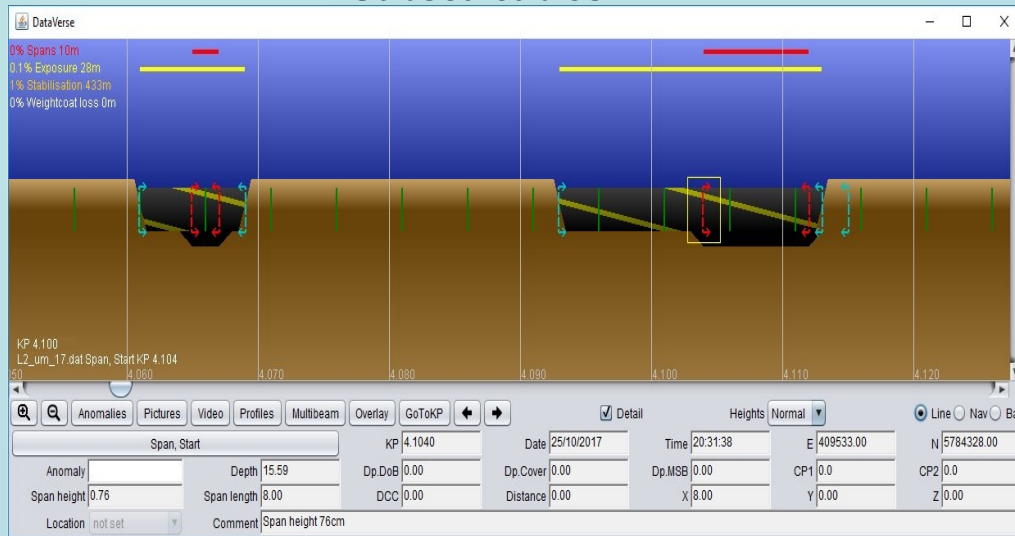 DataVerse
0% Spans 10m
0.1% Exposure 28m
1% Stabilisation 433m
0% Weightcoat loss 0m
KP 4.100
L2_um_17.dat Span, Start KP 4.104
50 4.060 4.070 4.080 4.090 4.100 4.110 4.120
Anomalies Pictures Video Profiles Multibeam Overlay GoToKP Detail Heights Normal Line Nav Ba
Span, Start KP 4.1040 Date 25/10/2017 Time 20:31:38 E 409533.00 N 5784328.00
Anomaly Depth 15.59 Dp.DoB 0.00 Dp.Cover 0.00 Dp.MSB 0.00 CP1 0.0 CP2 0.0
Span height 0.76 Span length 8.00 DCC 0.00 Distance 0.00 X 8.00 Y 0.00 Z 0.00
Location not set Comment Span height 76cm